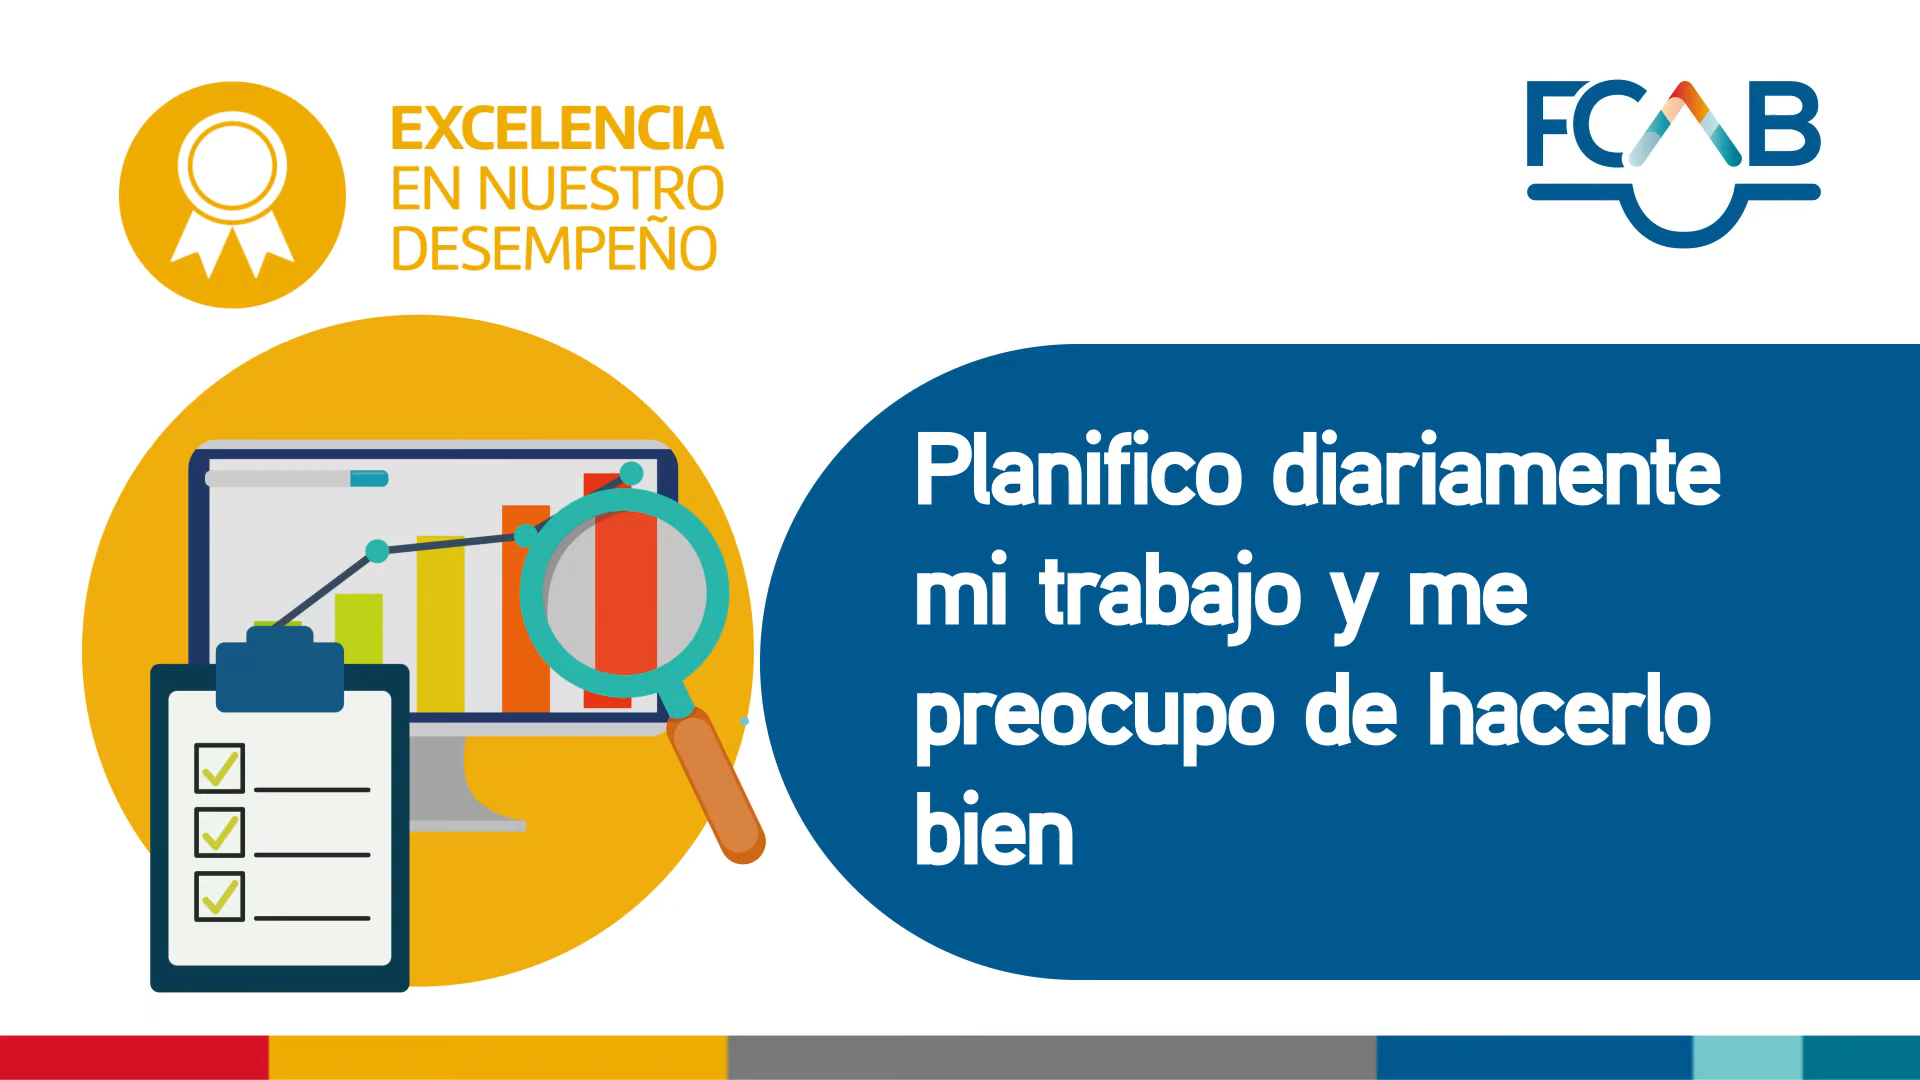 EXCELENCIA
EN NUESTRO
DESEMPEÑO
FCAB
Planifico diariamente
mi trabajo y me
preocupo de hacerlo
bien